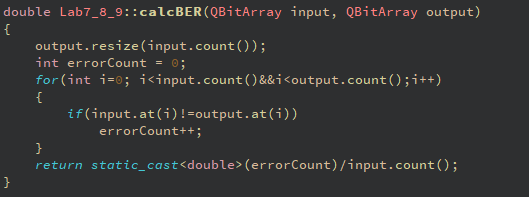 double Lab7_8_9::calcBER(QBitArray input, QBitArray output)
{
    output.resize(input.count());
    int errorCount = 0;
    for(int i=0; i<input.count()&&i<output.count();i++)
    {
        if(input.at(i)!=output.at(i))
            errorCount++;
    }
    return static_cast<double>(errorCount)/input.count();
}